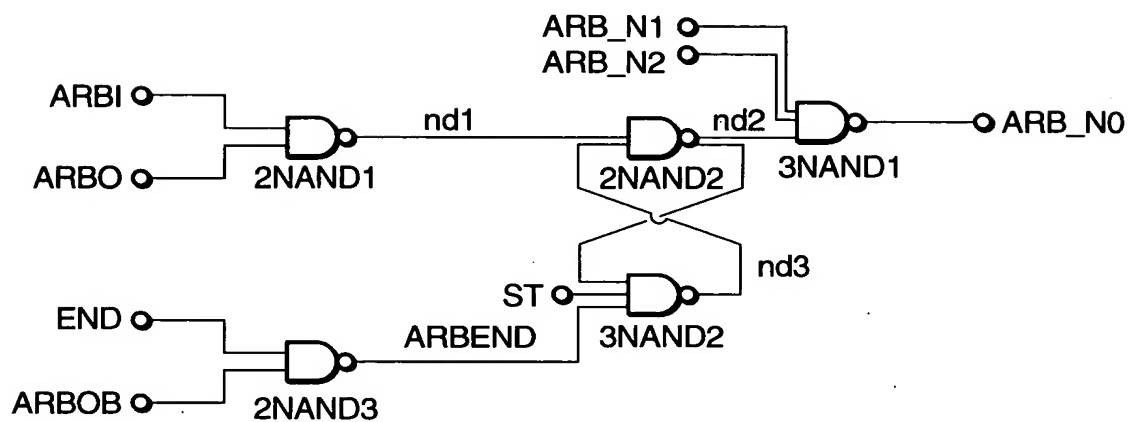 ARB_N1
ARB_N2
ARBI
nd1
nd2
ARB_N0
ARBO
2NAND1
2NAND2
3NAND1
nd3
ST
END
ARBEND
3NAND2
ARBOB
2NAND3